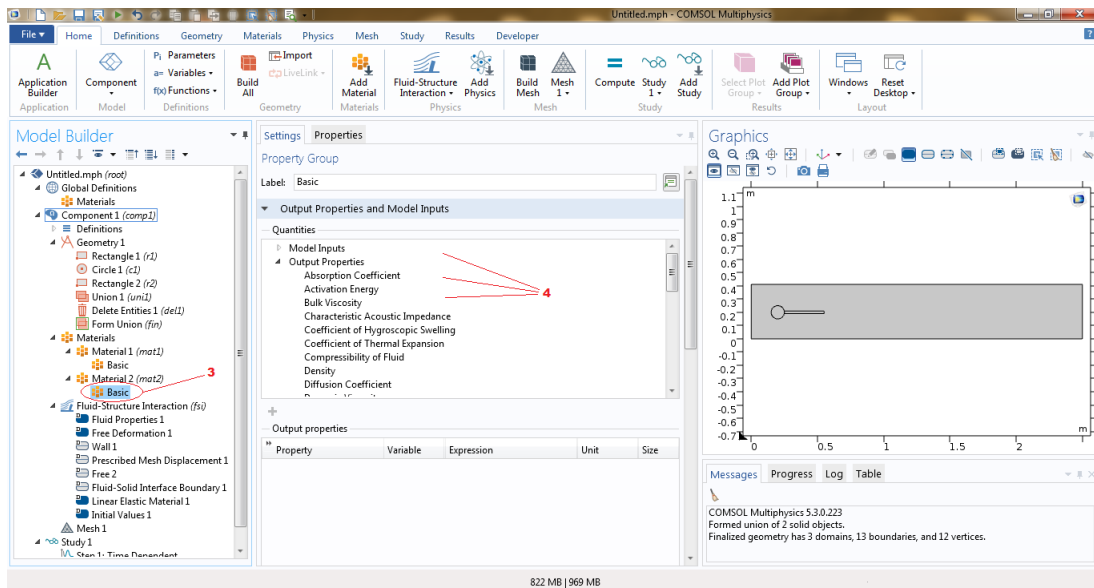 Untitled.mph - COMSOL Multiphysics
File Home Definitions Geometry Materials Physics Mesh Study Results Developer
Application Builder
Application
Component
Model
Pi Parameters
a= Variables
f(x) Functions
Definitions
Build All
Import
LiveLink
Geometry
Add Material
Materials
Fluid-Structure Interaction
Add Physics
Physics
Build Mesh
Mesh 1
Mesh
Compute
Study 1
Add Study
Study
Select Plot Group
Add Plot Group
Results
Windows
Reset Desktop
Layout
Model Builder
Untitled.mph (root)
Global Definitions
Materials
Component 1 (comp1)
Definitions
Geometry 1
Rectangle 1 (r1)
Circle 1 (c1)
Rectangle 2 (r2)
Union 1 (uni1)
Delete Entities 1 (del1)
Form Union (fin)
Materials
Material 1 (mat1)
Basic
Material 2 (mat2)
Basic
3
Fluid-Structure Interaction (fsi)
Fluid Properties 1
Free Deformation 1
Wall 1
Prescribed Mesh Displacement 1
Free 2
Fluid-Solid Interface Boundary 1
Linear Elastic Material 1
Initial Values 1
Mesh 1
Study 1
Step 1: Time Dependent
Settings Properties
Property Group
Label: Basic
Output Properties and Model Inputs
Quantities
Model Inputs
Output Properties
Absorption Coefficient
Activation Energy
Bulk Viscosity
Characteristic Acoustic Impedance
Coefficient of Hygroscopic Swelling
Coefficient of Thermal Expansion
Compressibility of Fluid
Density
Diffusion Coefficient
4
Output properties
Property Variable Expression Unit Size
Graphics
m
1.1
1
0.9
0.8
0.7
0.6
0.5
0.4
0.3
0.2
0.1
0
-0.1
-0.2
-0.3
-0.4
-0.5
-0.6
-0.7
0 0.5 1 1.5 2
m
Messages Progress Log Table
COMSOL Multiphysics 5.3.0.223
Formed union of 2 solid objects.
Finalized geometry has 3 domains, 13 boundaries, and 12 vertices.
822 MB | 969 MB